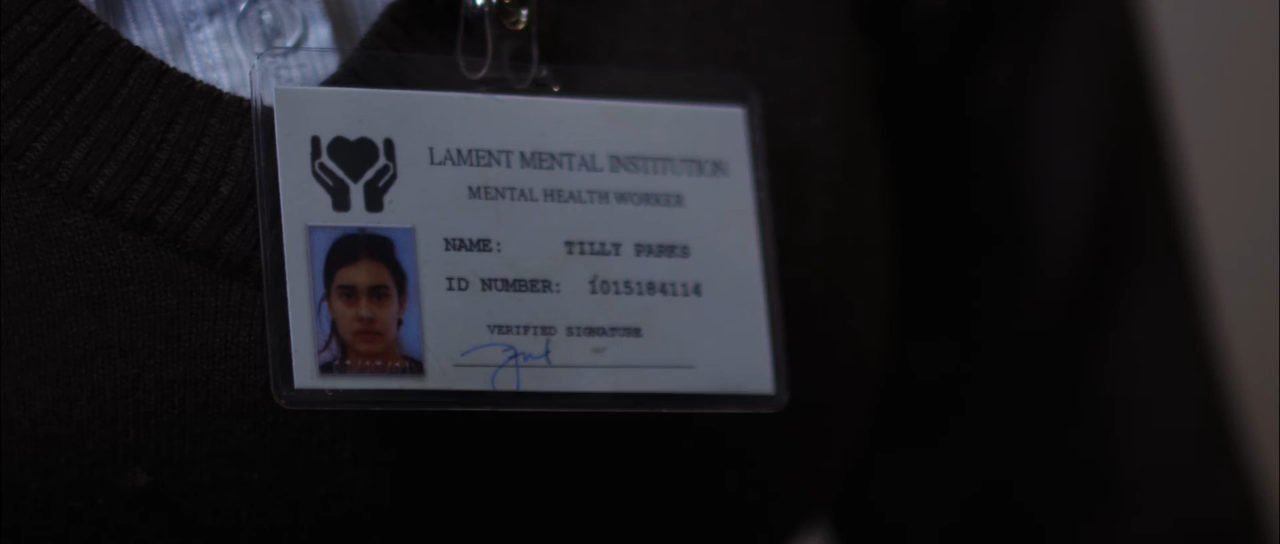 LAMENT MENTAL INSTITUTION
MENTAL HEALTH WORKER
NAME: TILLY PARKS
ID NUMBER: 1015184114
VERIFIED SIGNATURE